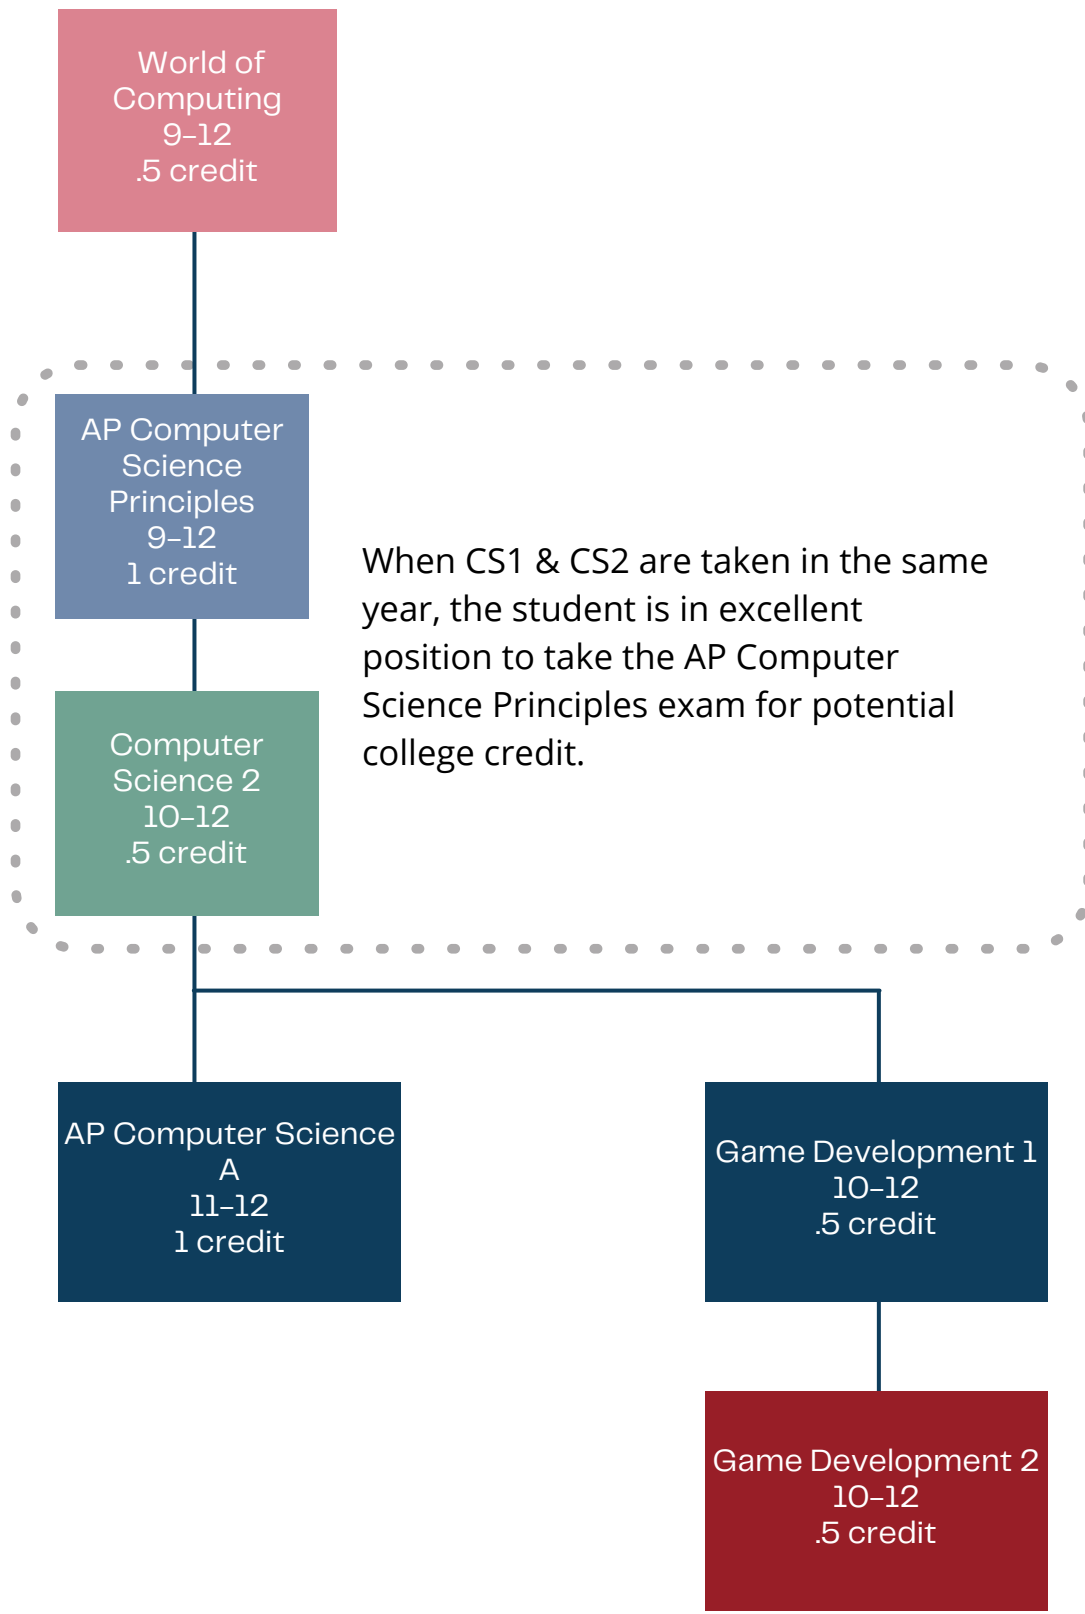 World of
Computing
9-12
.5 credit
AP Computer
Science
Principles
9-12
1 credit
When CS1 & CS2 are taken in the same
year, the student is in excellent
position to take the AP Computer
Science Principles exam for potential
college credit.
Computer
Science 2
10-12
.5 credit
AP Computer Science
A
11-12
1 credit
Game Development 1
10-12
.5 credit
Game Development 2
10-12
.5 credit